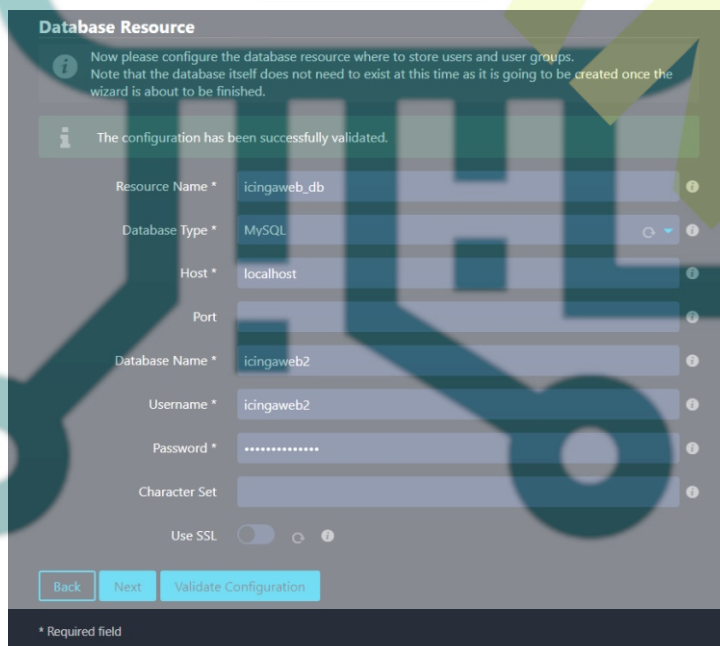 Database Resource
Now please configure the database resource where to store users and user groups.
Note that the database itself does not need to exist at this time as it is going to be created once the
wizard is about to be finished.
The configuration has been successfully validated.
Resource Name * icingaweb_db
Database Type * MySQL
Host * localhost
Port
Database Name * icingaweb2
Username * icingaweb2
Password * ••••••••••••••
Character Set
Use SSL
Back Next Validate Configuration
* Required field